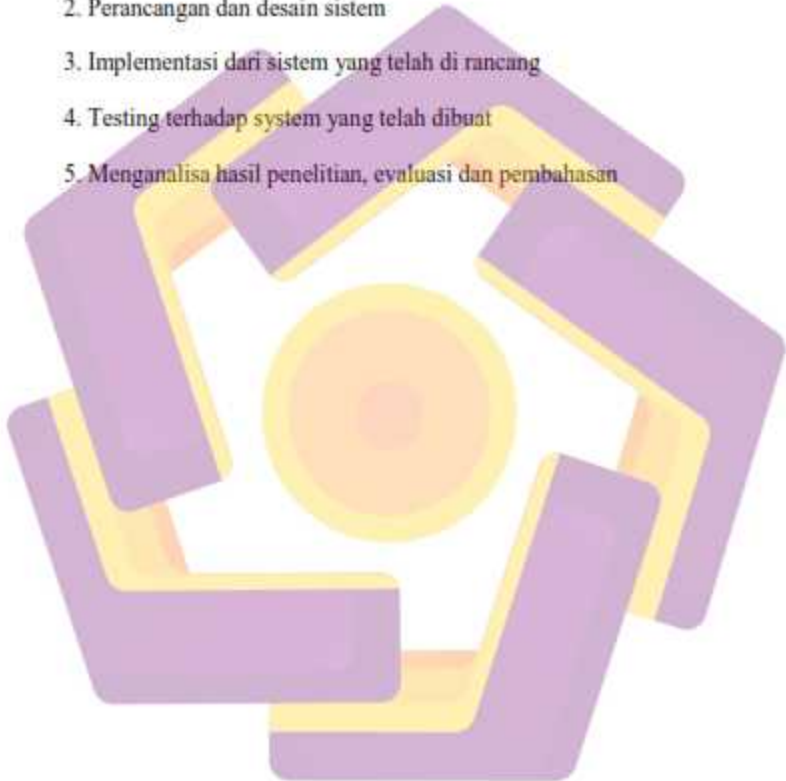 2. Perancangan dan desain sistem
3. Implementasi dari sistem yang telah di rancang
4. Testing terhadap system yang telah dibuat
5. Menganalisa hasil penelitian, evaluasi dan pembahasan